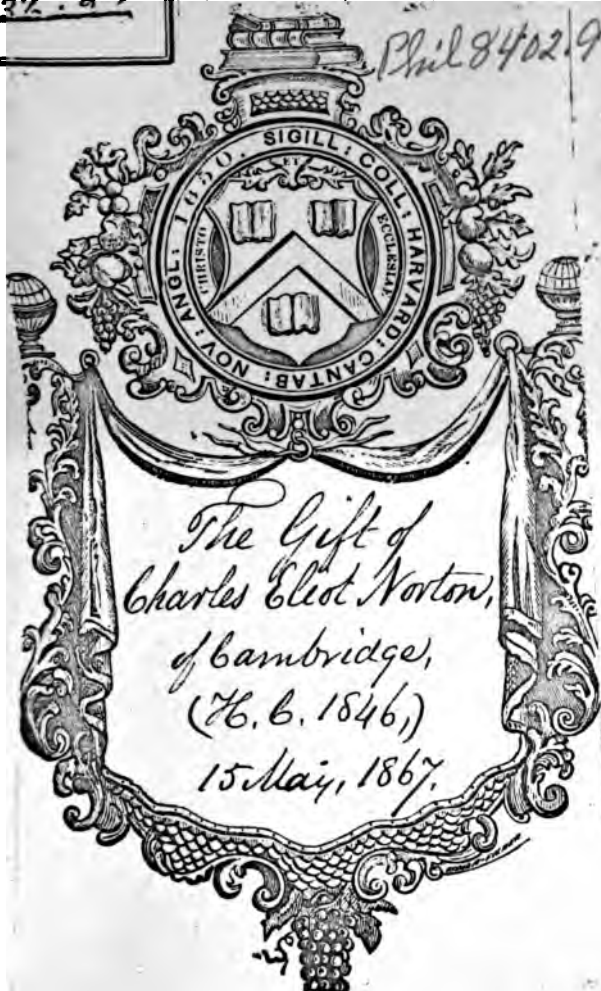 Phil 8402.9
SIGILL: COLL: HARVARD: CANTAB: NOV: ANGL: 1650.
ET
CHRISTO
ECCLESIAE
The Gift of
Charles Eliot Norton,
of Cambridge,
(H. C. 1846,)
15 May, 1867.